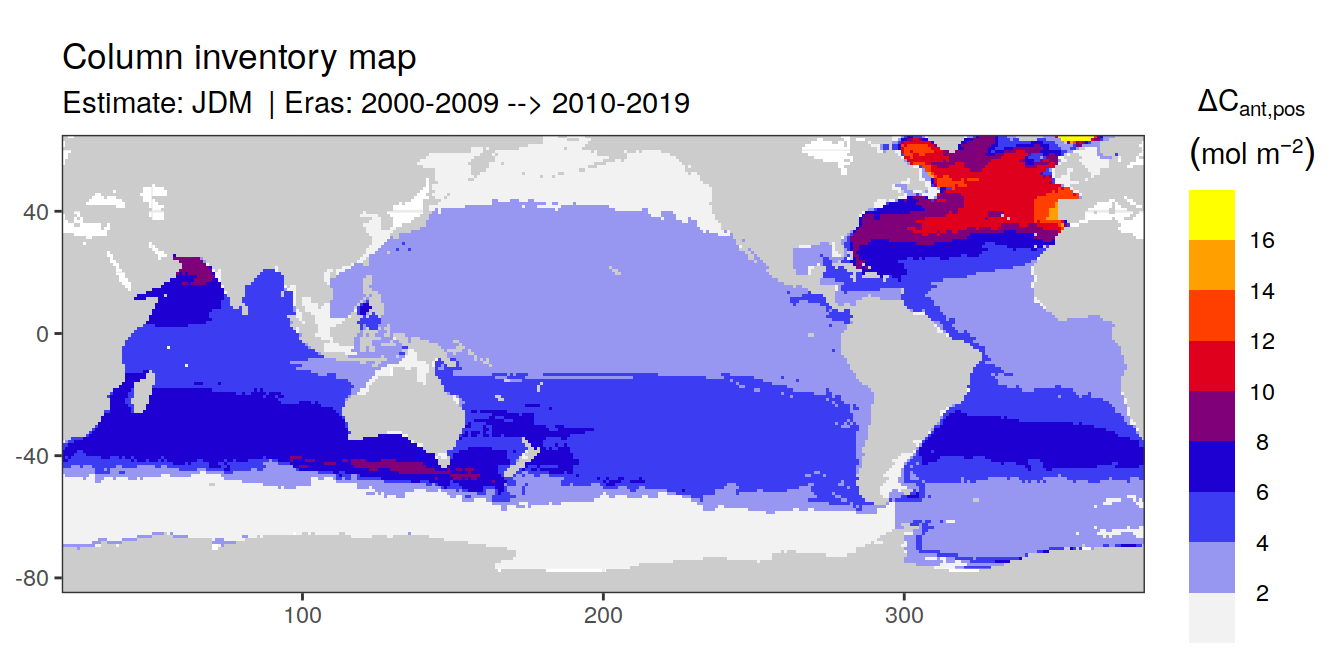 Column inventory map
Estimate: JDM | Eras: 2000-2009 --> 2010-2019
ΔCant,pos
(mol m−2)
16
14
12
10
8
6
4
2
40
0
-40
-80
100 200 300